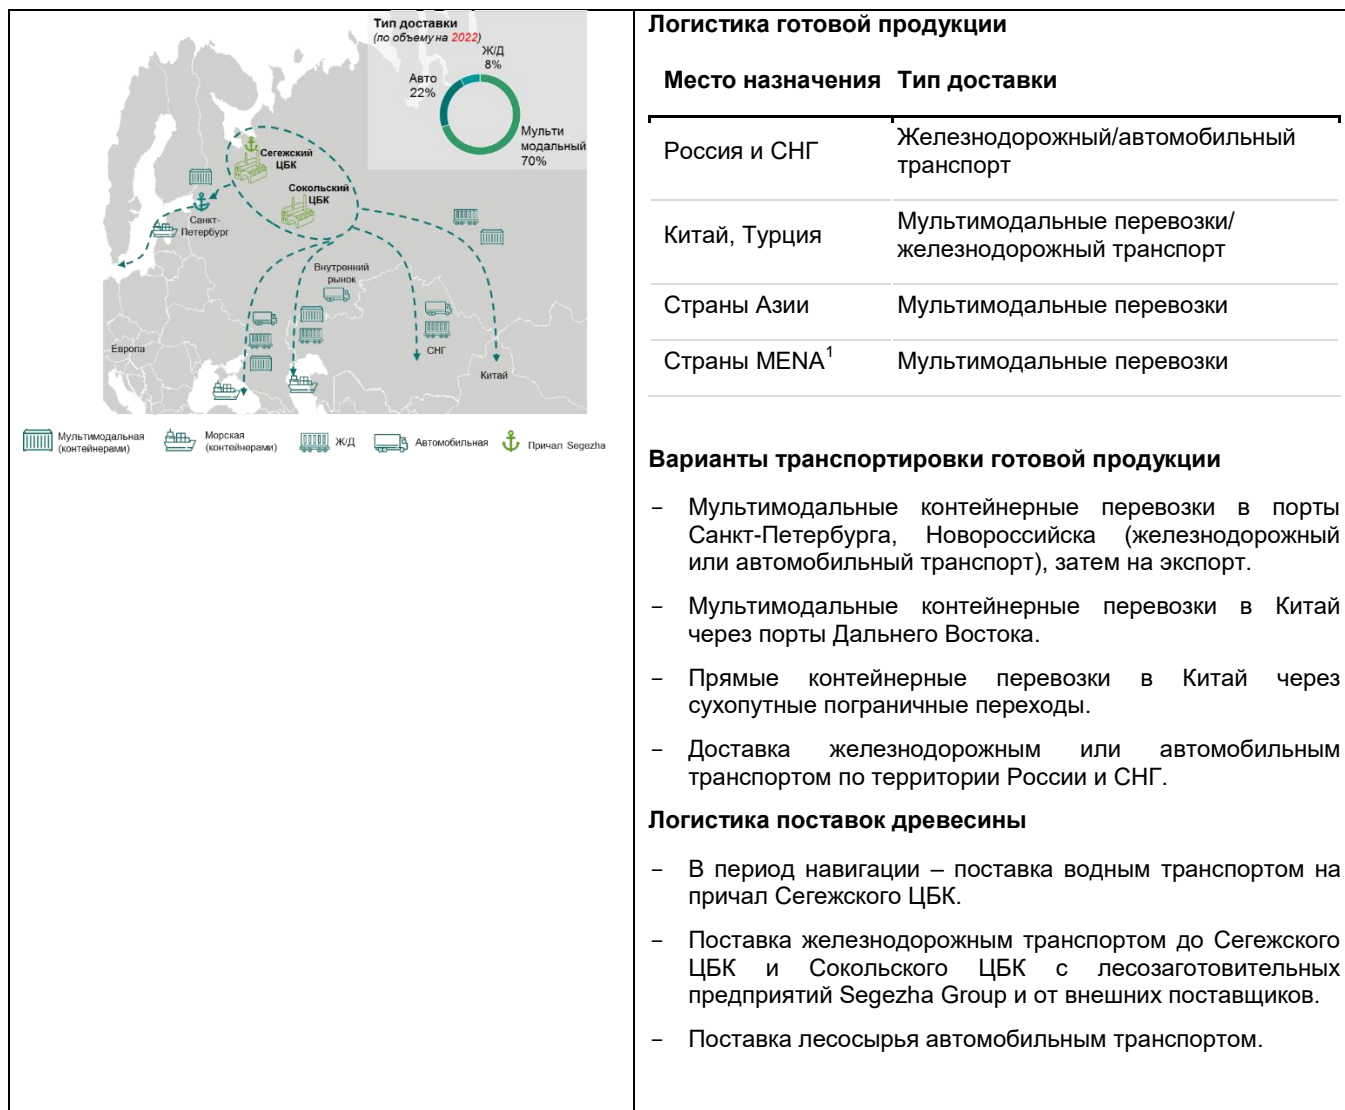 Тип доставки
(по объему на 2022)
Ж/Д
8%
Авто
22%
Мульти
модальный
70%
Сегежский
ЦБК
Сокольский
ЦБК
Санкт-
Петербург
Внутренний
рынок
Европа
СНГ
Китай
Мультимодальная
(контейнерами)
Морская
(контейнерами)
Ж/Д
Автомобильная
Причал Segezha
Логистика готовой продукции
Место назначения Тип доставки
Россия и СНГ
Железнодорожный/автомобильный
транспорт
Китай, Турция
Мультимодальные перевозки/
железнодорожный транспорт
Страны Азии Мультимодальные перевозки
Страны MENA1 Мультимодальные перевозки
Варианты транспортировки готовой продукции
– Мультимодальные контейнерные перевозки в порты
Санкт-Петербурга, Новороссийска (железнодорожный
или автомобильный транспорт), затем на экспорт.
– Мультимодальные контейнерные перевозки в Китай
через порты Дальнего Востока.
– Прямые контейнерные перевозки в Китай через
сухопутные пограничные переходы.
– Доставка железнодорожным или автомобильным
транспортом по территории России и СНГ.
Логистика поставок древесины
– В период навигации – поставка водным транспортом на
причал Сегежского ЦБК.
– Поставка железнодорожным транспортом до Сегежского
ЦБК и Сокольского ЦБК с лесозаготовительных
предприятий Segezha Group и от внешних поставщиков.
– Поставка лесосырья автомобильным транспортом.